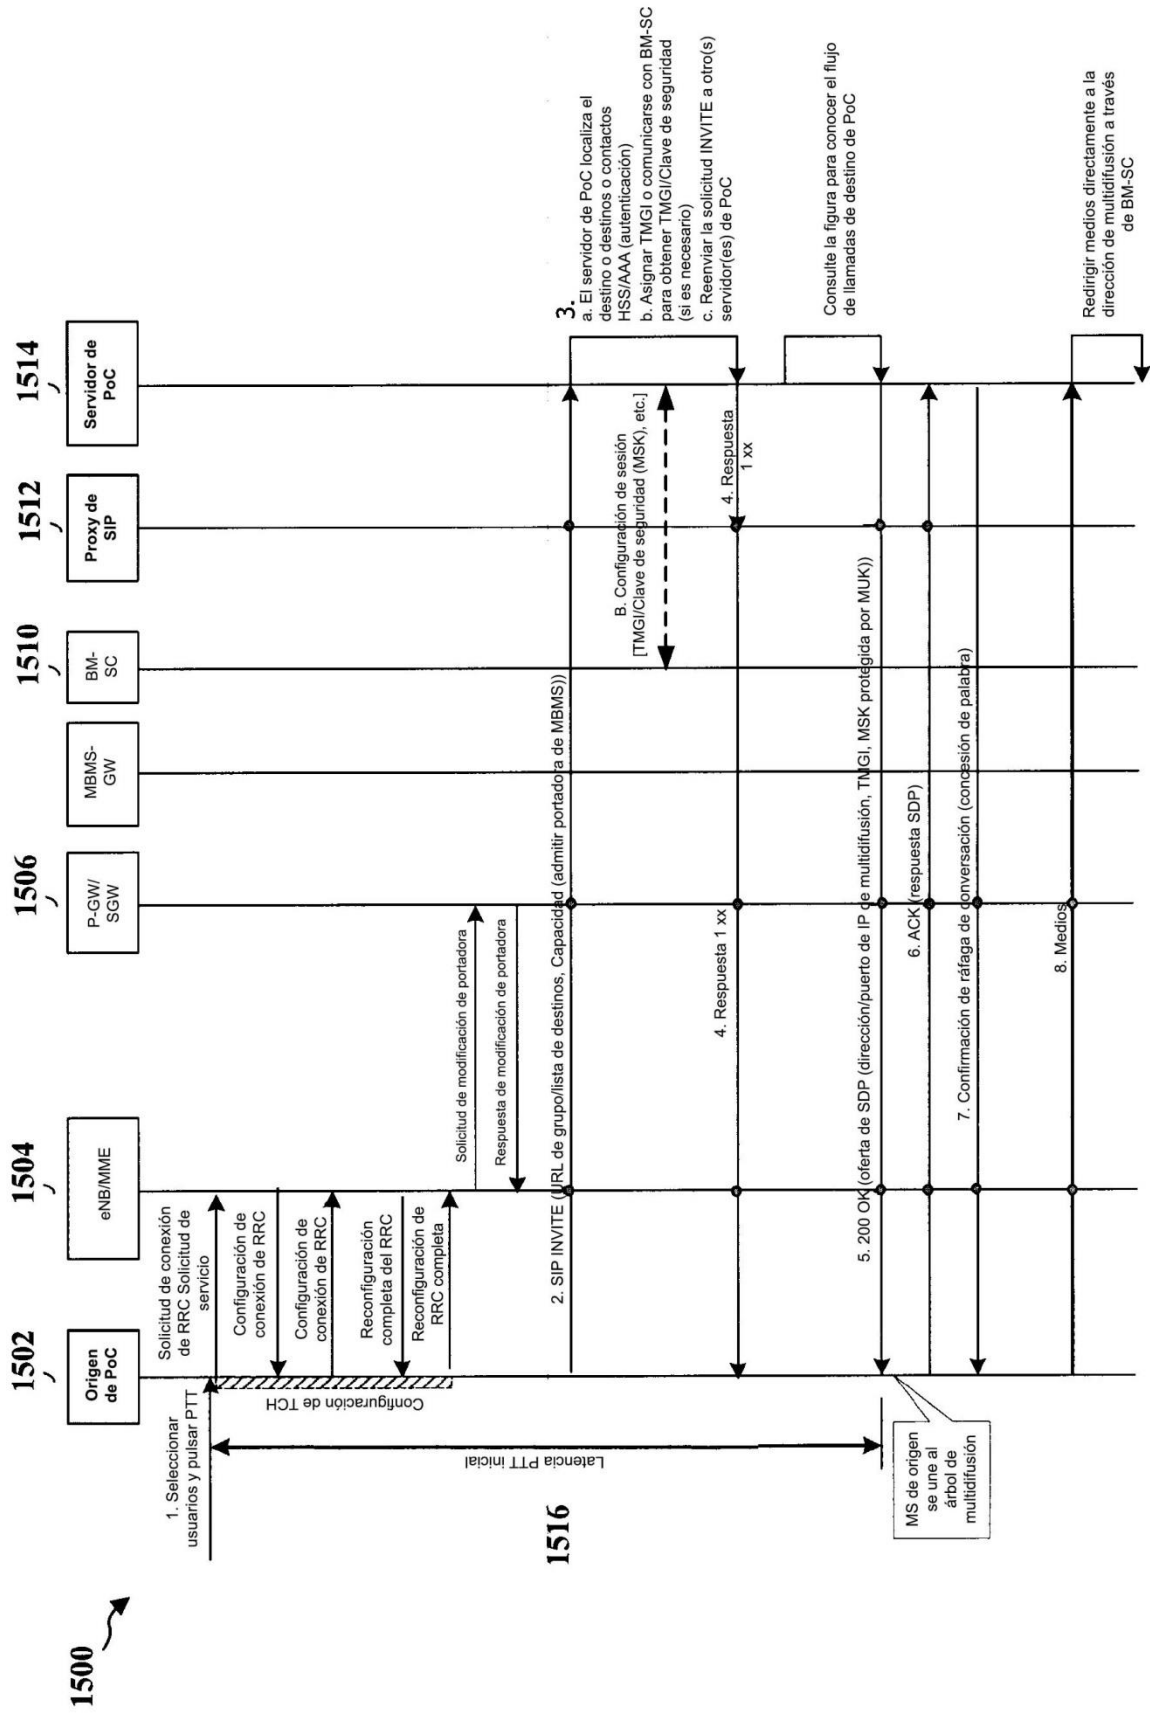 1500
1502
1504
1506
1510
1512
1514
Origen
de PoC
eNB/MME
P-GW/
SGW
MBMS-
GW
BM-
SC
Proxy de
SIP
Servidor de
PoC
1. Seleccionar
usuarios y pulsar PTT
Solicitud de conexión
de RRC Solicitud de
servicio
Configuración de
conexión de RRC
Configuración de
conexión de RRC
Reconfiguración
completa del RRC
Reconfiguración de
RRC completa
Configuración de TCH
Latencia PTT inicial
1516
Solicitud de modificación de portadora
Respuesta de modificación de portadora
2. SIP INVITE (URL de grupo/lista de destinos, Capacidad (admitir portadora de MBMS))
3.
a. El servidor de PoC localiza el
destino o destinos o contactos
HSS/AAA (autenticación)
b. Asignar TMGI o comunicarse con BM-SC
para obtener TMGI/Clave de seguridad
(si es necesario)
c. Reenviar la solicitud INVITE a otro(s)
servidor(es) de PoC
B. Configuración de sesión
[TMGI/Clave de seguridad (MSK), etc.]
4. Respuesta
1 xx
4. Respuesta 1 xx
Consulte la figura para conocer el flujo
de llamadas de destino de PoC
5. 200 OK (oferta de SDP (dirección/puerto de IP de multidifusión, TMGI, MSK protegida por MUK))
MS de origen
se une al
árbol de
multidifusión
6. ACK (respuesta SDP)
7. Confirmación de ráfaga de conversación (concesión de palabra)
8. Medios
Redirigir medios directamente a la
dirección de multidifusión a través
de BM-SC